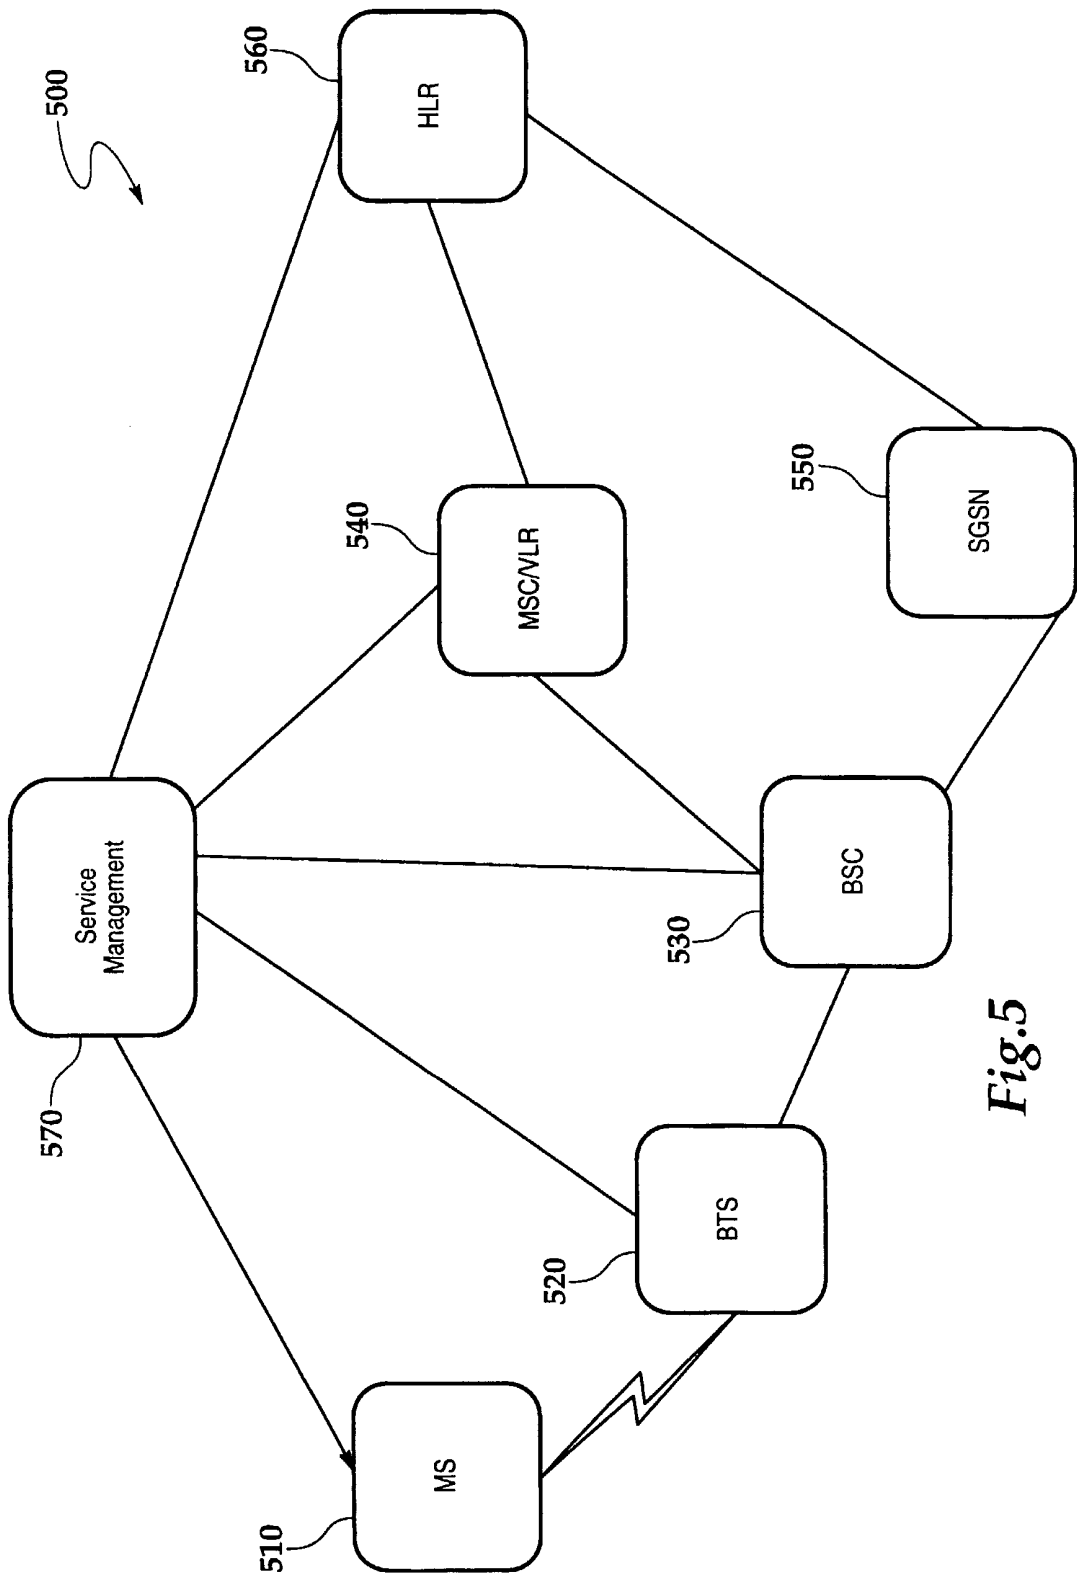 500
570
Service
Management
560
HLR
540
MSC/VLR
510
MS
520
BTS
530
BSC
550
SGSN
Fig.5